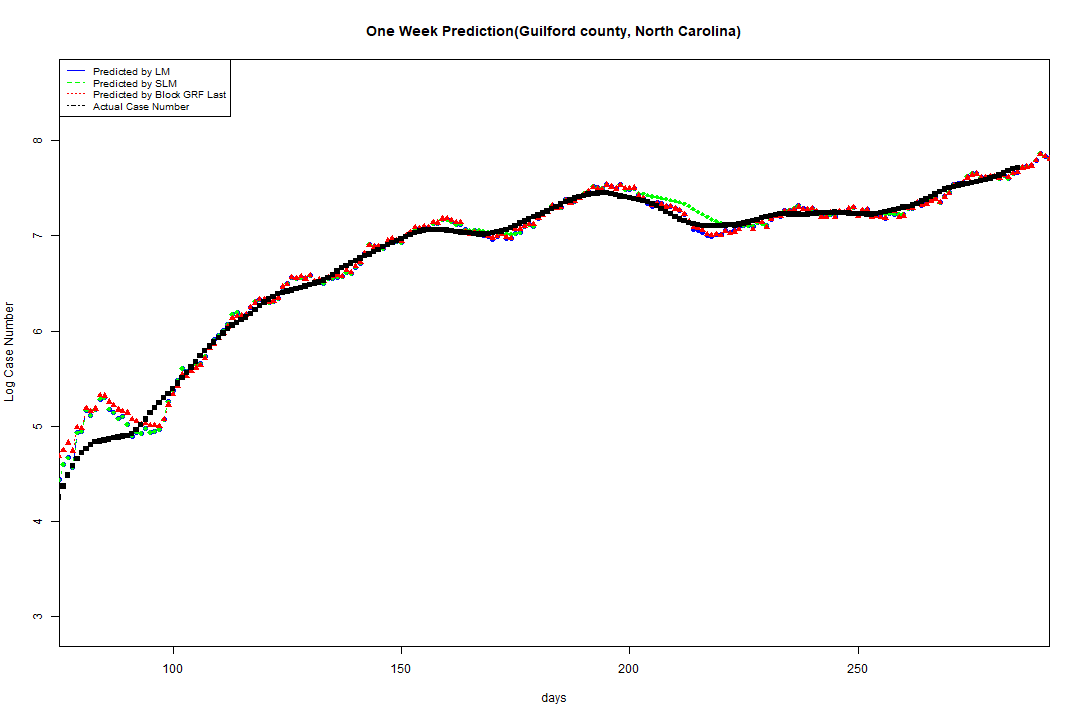 One Week Prediction(Guilford county, North Carolina)
Predicted by LM
Predicted by SLM
Predicted by Block GRF Last
Actual Case Number
8
7
6
5
4
3
Log Case Number
100
150
200
250
days